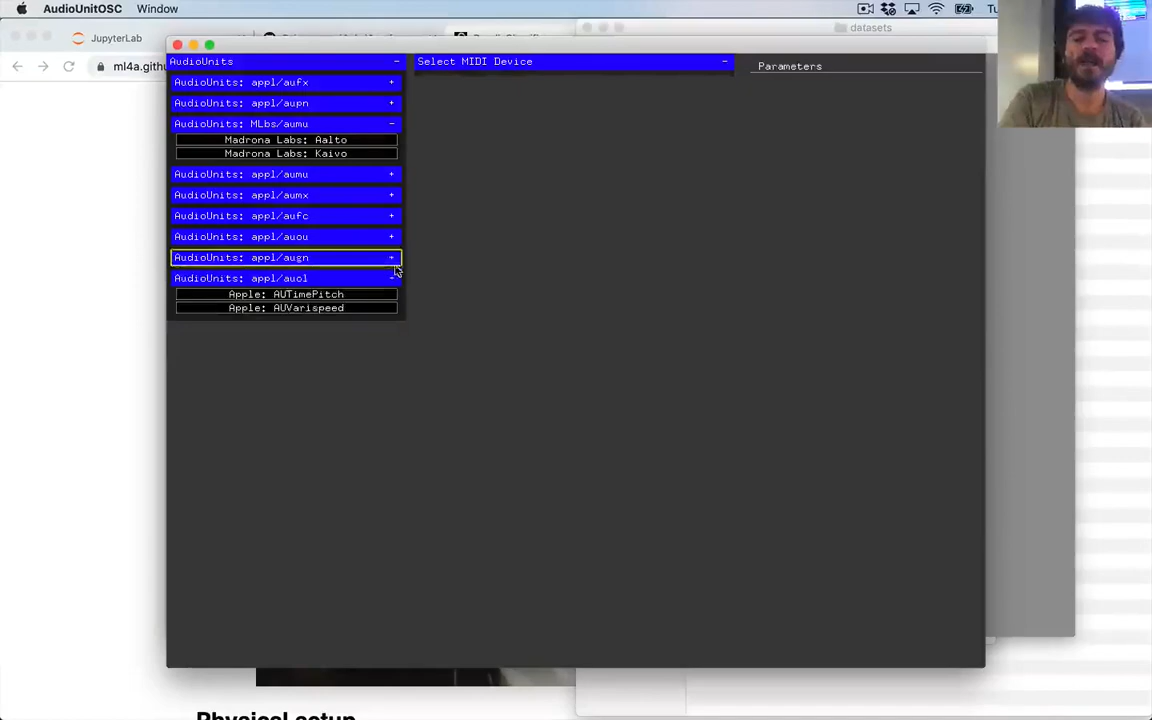 AudioUnitOSC Window
datasets
JupyterLab
ml4a.gith
AudioUnits -
Select MIDI Device -
Parameters
AudioUnits: appl/aufx +
AudioUnits: appl/aupn +
AudioUnits: MLbs/aumu -
Madrona Labs: Aalto
Madrona Labs: Kaivo
AudioUnits: appl/aumu +
AudioUnits: appl/aumx +
AudioUnits: appl/aufc +
AudioUnits: appl/auou +
AudioUnits: appl/augn +
AudioUnits: appl/auol -
Apple: AUTimePitch
Apple: AUVarispeed
Physical setup